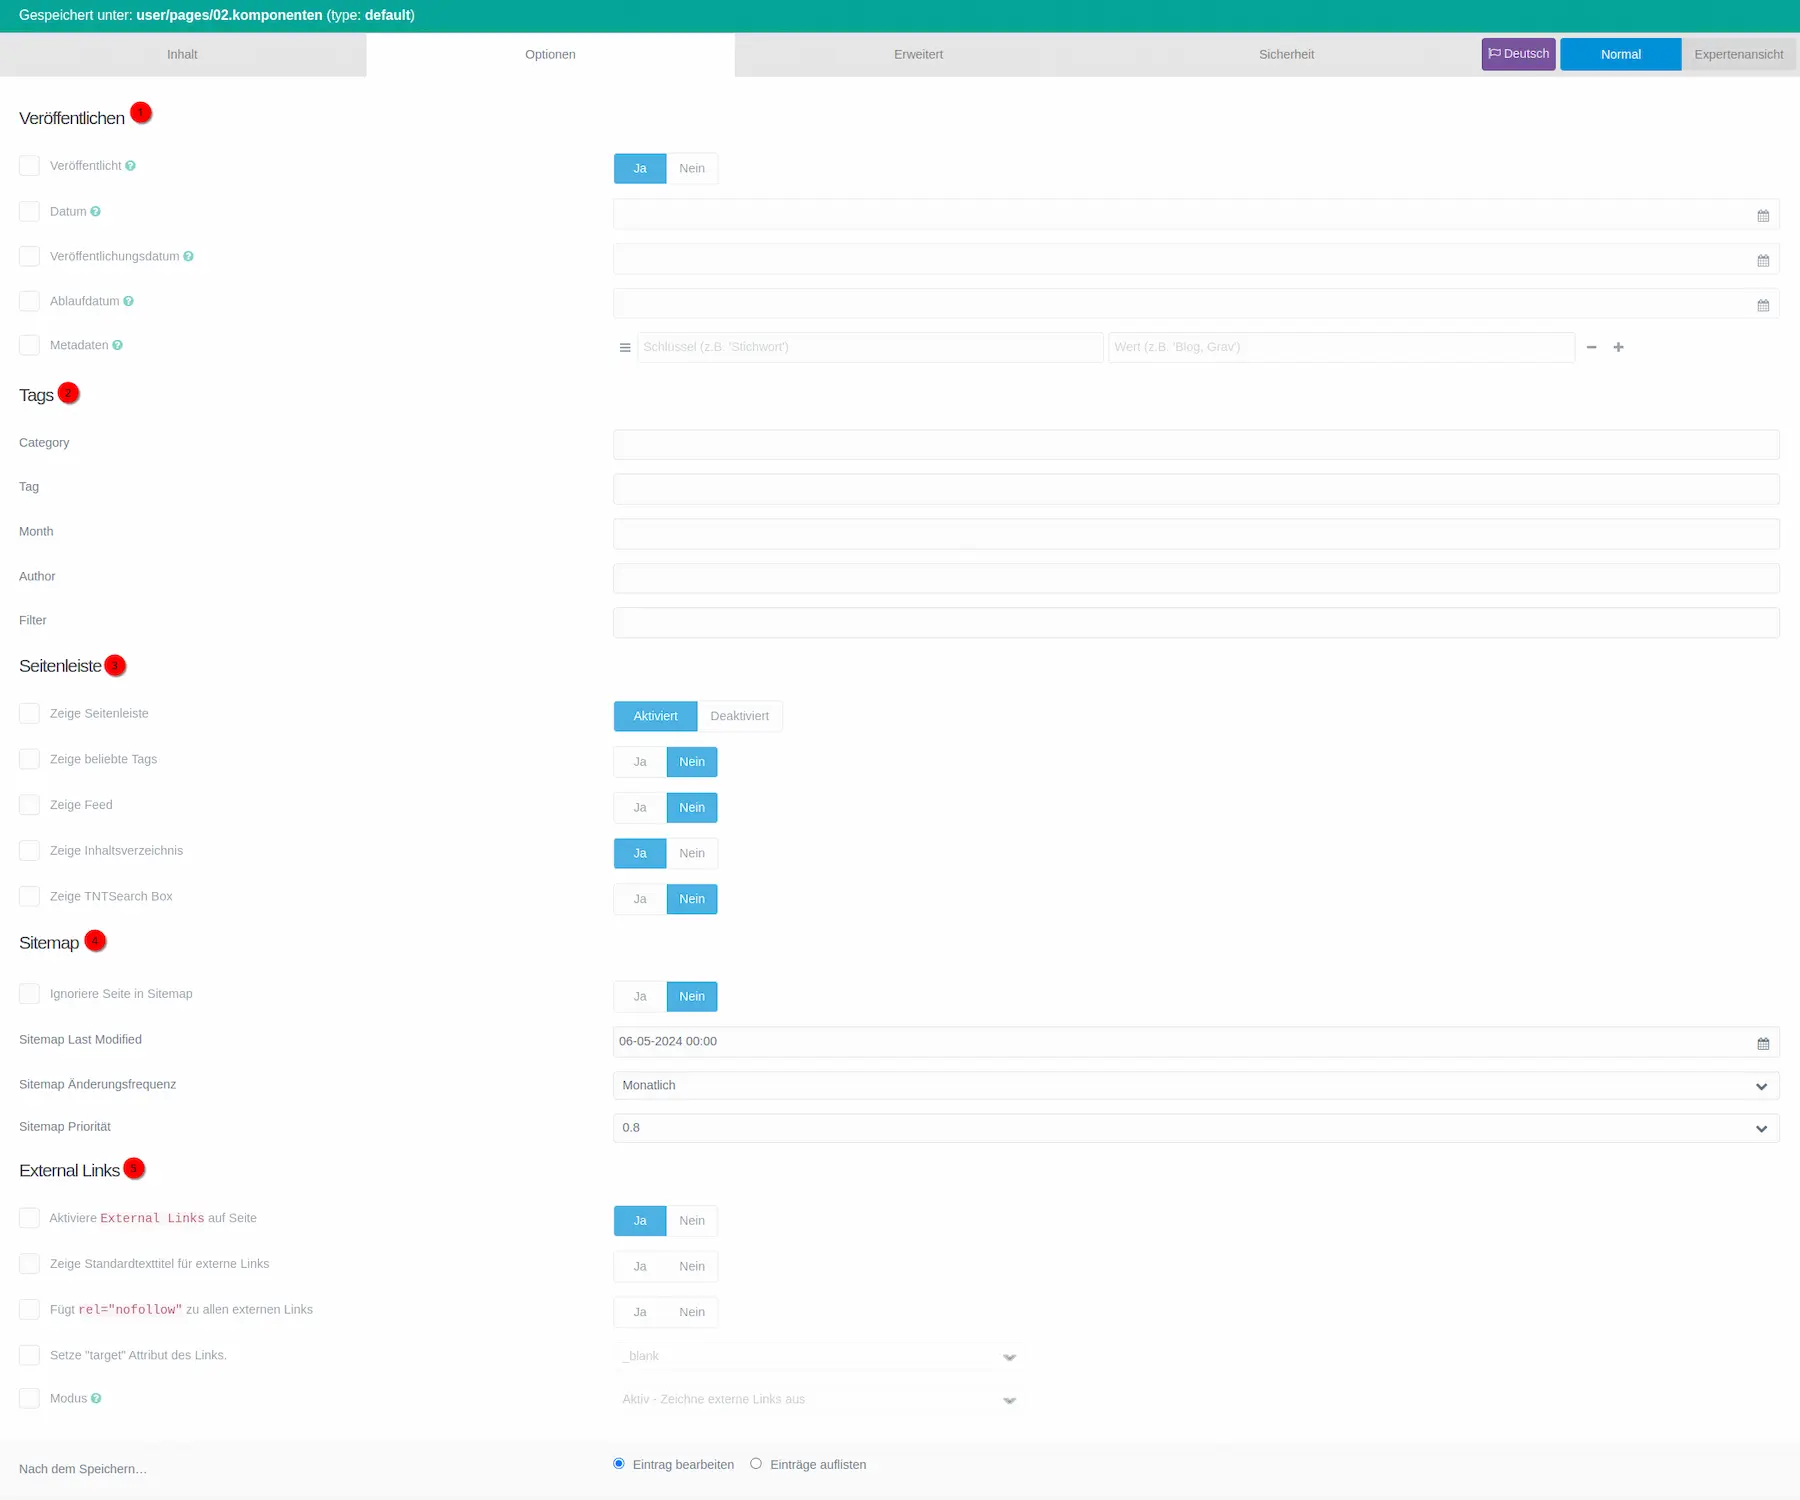 Gespeichert unter: user/pages/02.komponenten (type: default)
Inhalt Optionen Erweitert Sicherheit Deutsch Normal Expertenansicht
Veröffentlichen 1
Veröffentlicht ? Ja Nein
Datum ?
Veröffentlichungsdatum ?
Ablaufdatum ?
Metadaten ? Schlüssel (z.B. 'Stichwort') Wert (z.B. 'Blog, Grav')
Tags 2
Category
Tag
Month
Author
Filter
Seitenleiste 3
Zeige Seitenleiste Aktiviert Deaktiviert
Zeige beliebte Tags Ja Nein
Zeige Feed Ja Nein
Zeige Inhaltsverzeichnis Ja Nein
Zeige TNTSearch Box Ja Nein
Sitemap 4
Ignoriere Seite in Sitemap Ja Nein
Sitemap Last Modified 06-05-2024 00:00
Sitemap Änderungsfrequenz Monatlich
Sitemap Priorität 0.8
External Links 5
Aktiviere External Links auf Seite Ja Nein
Zeige Standardtexttitel für externe Links Ja Nein
Fügt rel="nofollow" zu allen externen Links Ja Nein
Setze "target" Attribut des Links. _blank
Modus ? Aktiv - Zeichne externe Links aus
Nach dem Speichern... Eintrag bearbeiten Einträge auflisten